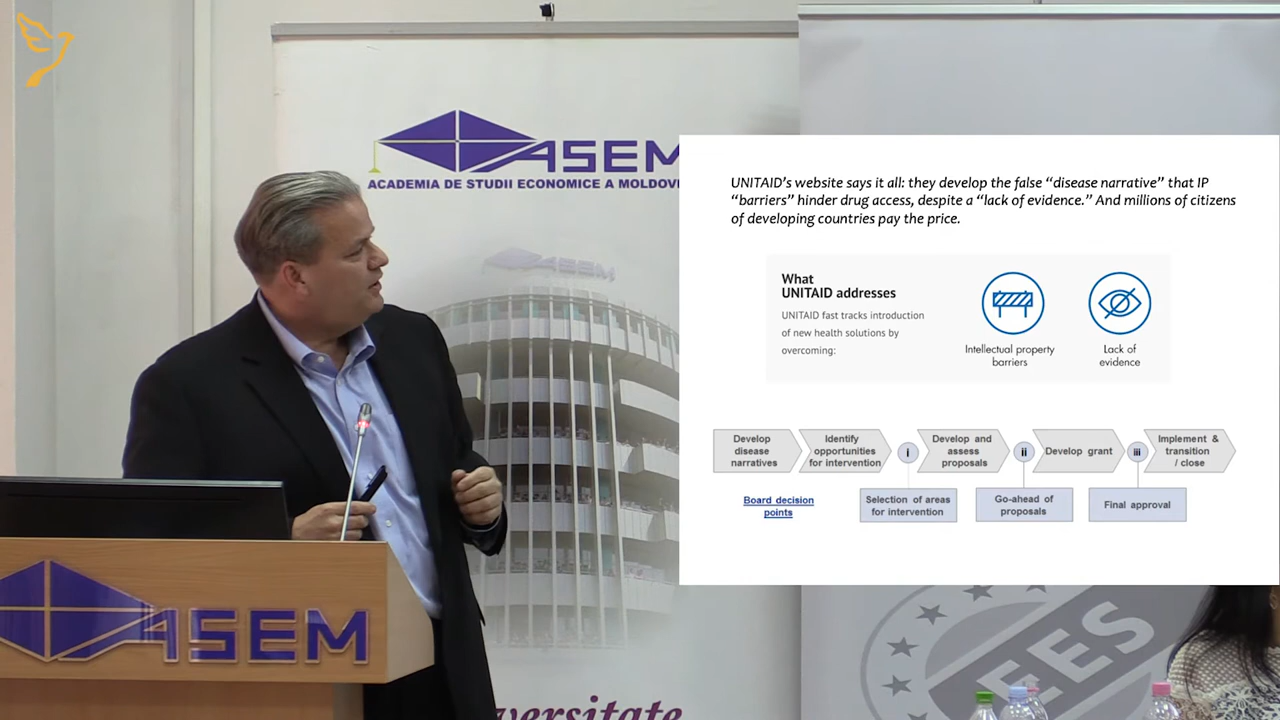 ASEM
ACADEMIA DE STUDII ECONOMICE A MOLDOVE
ASEM
UNITAID’s website says it all: they develop the false “disease narrative” that IP
“barriers” hinder drug access, despite a “lack of evidence.” And millions of citizens
of developing countries pay the price.
What
UNITAID addresses
UNITAID fast tracks introduction
of new health solutions by
overcoming:
Intellectual property
barriers
Lack of
evidence
Develop
disease
narratives
Identify
opportunities
for intervention
i
Develop and
assess
proposals
ii
Develop grant
iii
Implement &
transition
/ close
Board decision
points
Selection of areas
for intervention
Go-ahead of
proposals
Final approval
ASEM
EES
versitate